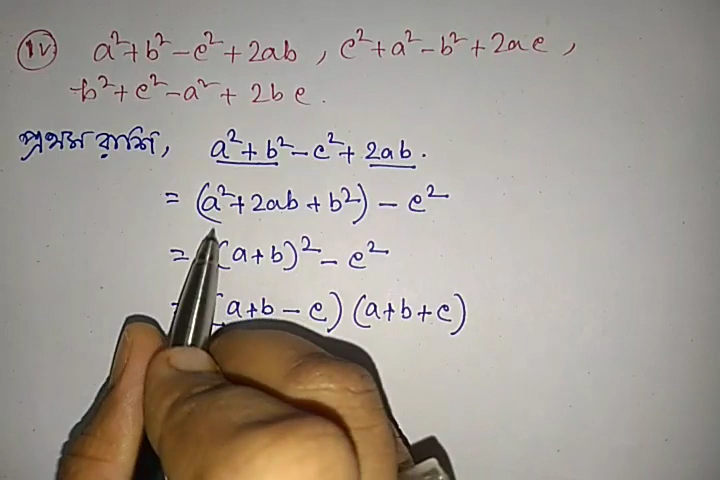 (iv) a²+b²-c²+2ab, c²+a²-b²+2ac,
b²+c²-a²+2bc.
প্রথম রাশি, a²+b²-c²+2ab.
= (a²+2ab+b²)-c²
= (a+b)²-c²
= (a+b-c)(a+b+c)